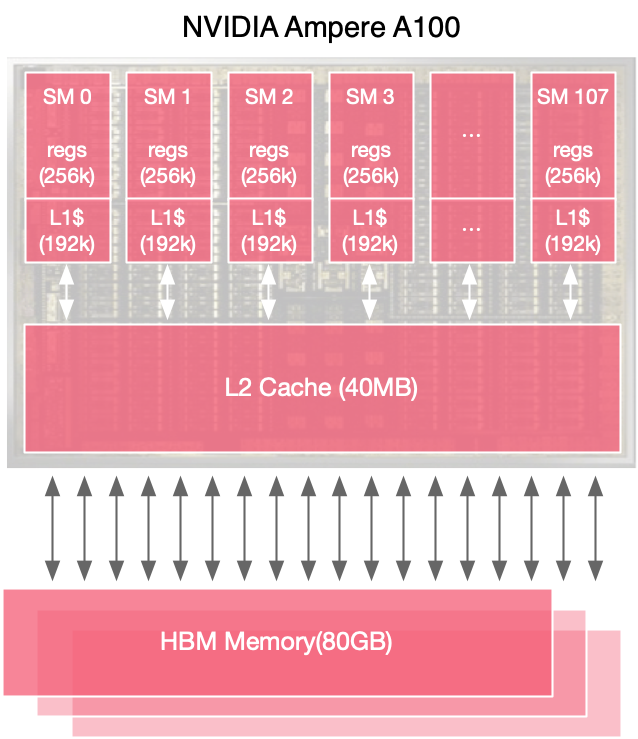 NVIDIA Ampere A100
SM 0
SM 1
SM 2
SM 3
...
SM 107
regs
(256k)
regs
(256k)
regs
(256k)
regs
(256k)
regs
(256k)
L1$
(192k)
L1$
(192k)
L1$
(192k)
L1$
(192k)
...
L1$
(192k)
L2 Cache (40MB)
HBM Memory(80GB)